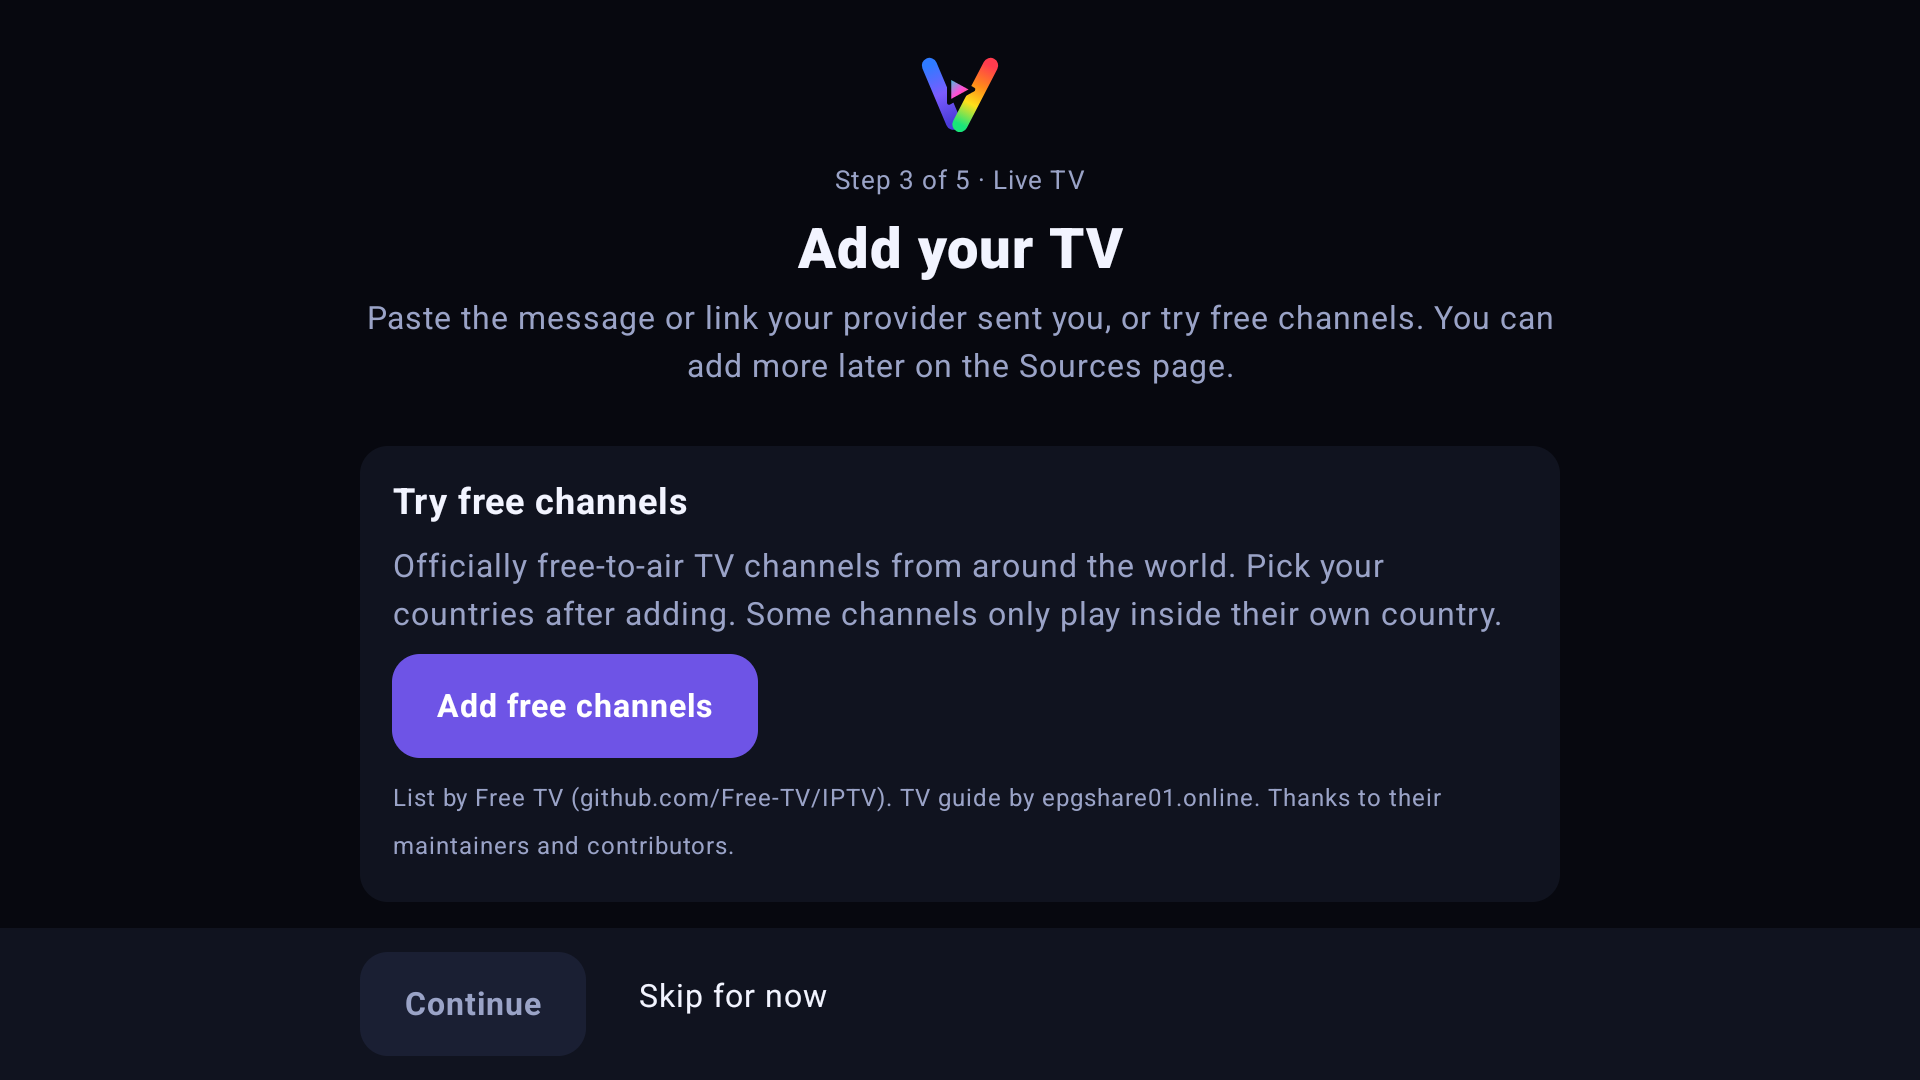 Step 3 of 5 · Live TV
Add your TV
Paste the message or link your provider sent you, or try free channels. You can
add more later on the Sources page.
Try free channels
Officially free-to-air TV channels from around the world. Pick your
countries after adding. Some channels only play inside their own country.
Add free channels
List by Free TV (github.com/Free-TV/IPTV). TV guide by epgshare01.online. Thanks to their
maintainers and contributors.
Continue
Skip for now